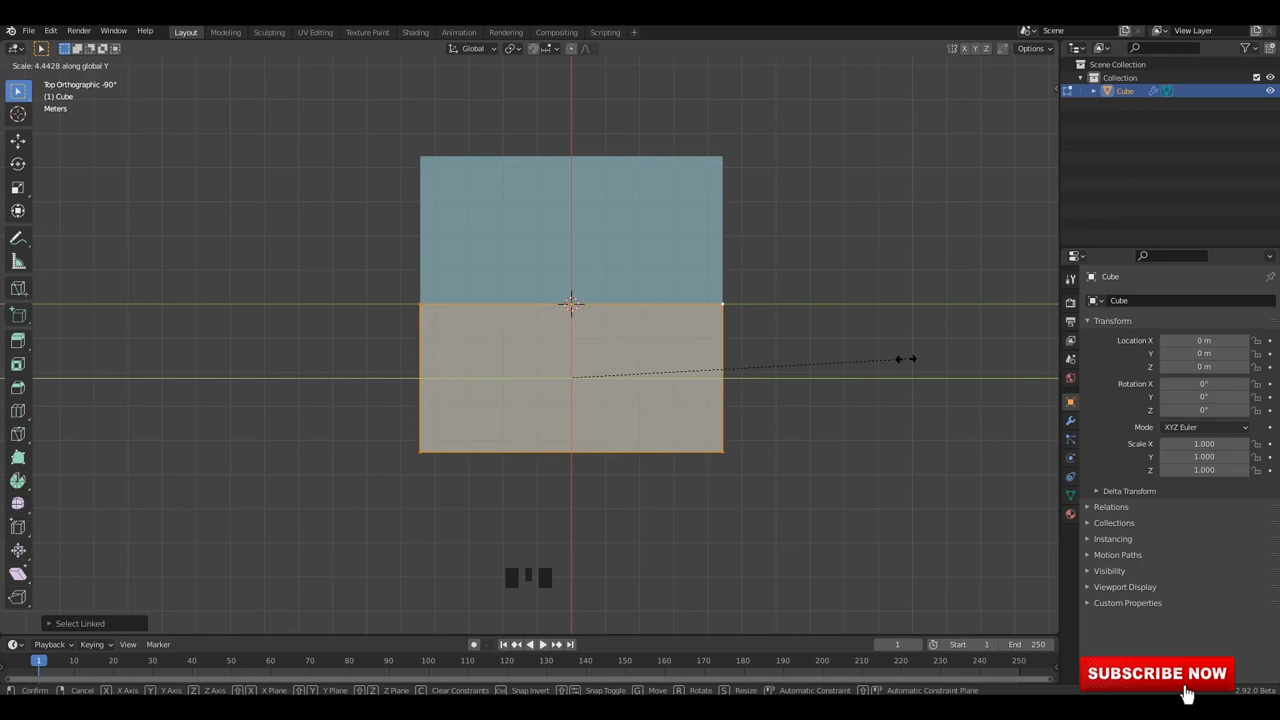 File Edit Render Window Help Layout Modeling Sculpting UV Editing Texture Paint Shading Animation Rendering Compositing Scripting + Scene View Layer
Global X Y Z Options
Scale: 4.4428 along global Y
Top Orthographic -90°
(1) Cube
Meters
Scene Collection
Collection
Cube
Cube
Cube
Transform
Location X 0 m
Y 0 m
Z 0 m
Rotation X 0°
Y 0°
Z 0°
Mode XYZ Euler
Scale X 1.000
Y 1.000
Z 1.000
Delta Transform
Relations
Collections
Instancing
Motion Paths
Visibility
Viewport Display
Custom Properties
Select Linked
Playback Keying View Marker 1 Start 1 End 250
1 10 20 30 40 50 60 70 80 90 100 110 120 130 140 150 160 170 180 190 200 210 220 230 240 250
SUBSCRIBE NOW
Confirm Cancel X X Axis Y Y Axis Z Z Axis X X Plane Y Y Plane Z Z Plane C Clear Constraints Snap Invert Snap Toggle G Move R Rotate S Resize Automatic Constraint Automatic Constraint Plane 2.92.0 Beta